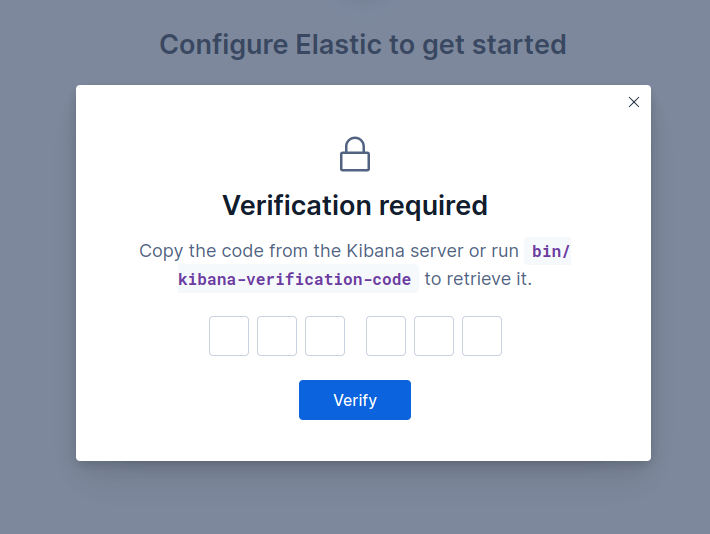 Configure Elastic to get started
Verification required
Copy the code from the Kibana server or run bin/
kibana-verification-code to retrieve it.
Verify